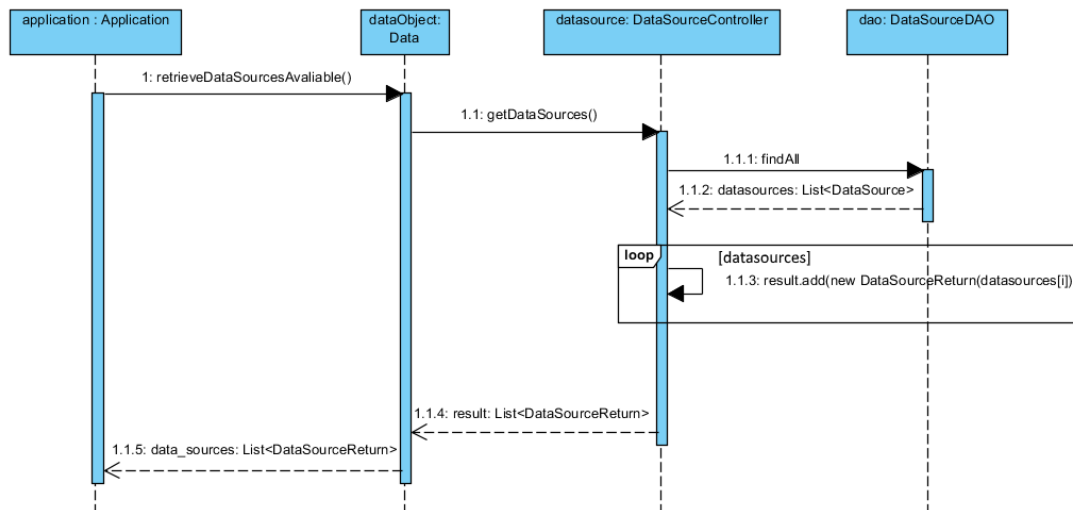 application : Application
dataObject:
Data
datasource: DataSourceController
dao: DataSourceDAO
1: retrieveDataSourcesAvaliable()
1.1: getDataSources()
1.1.1: findAll
1.1.2: datasources: List<DataSource>
loop
[datasources]
1.1.3: result.add(new DataSourceReturn(datasources[i])
1.1.4: result: List<DataSourceReturn>
1.1.5: data_sources: List<DataSourceReturn>